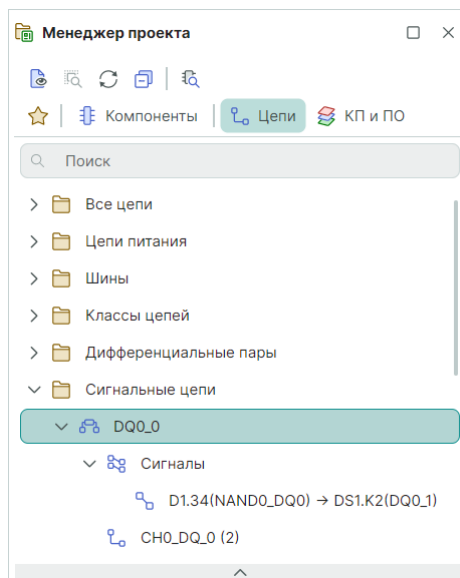 Менеджер проекта
Компоненты Цепи КП и ПО
Поиск
Все цепи
Цепи питания
Шины
Классы цепей
Дифференциальные пары
Сигнальные цепи
DQ0_0
Сигналы
D1.34(NAND0_DQ0) → DS1.K2(DQ0_1)
CH0_DQ_0 (2)